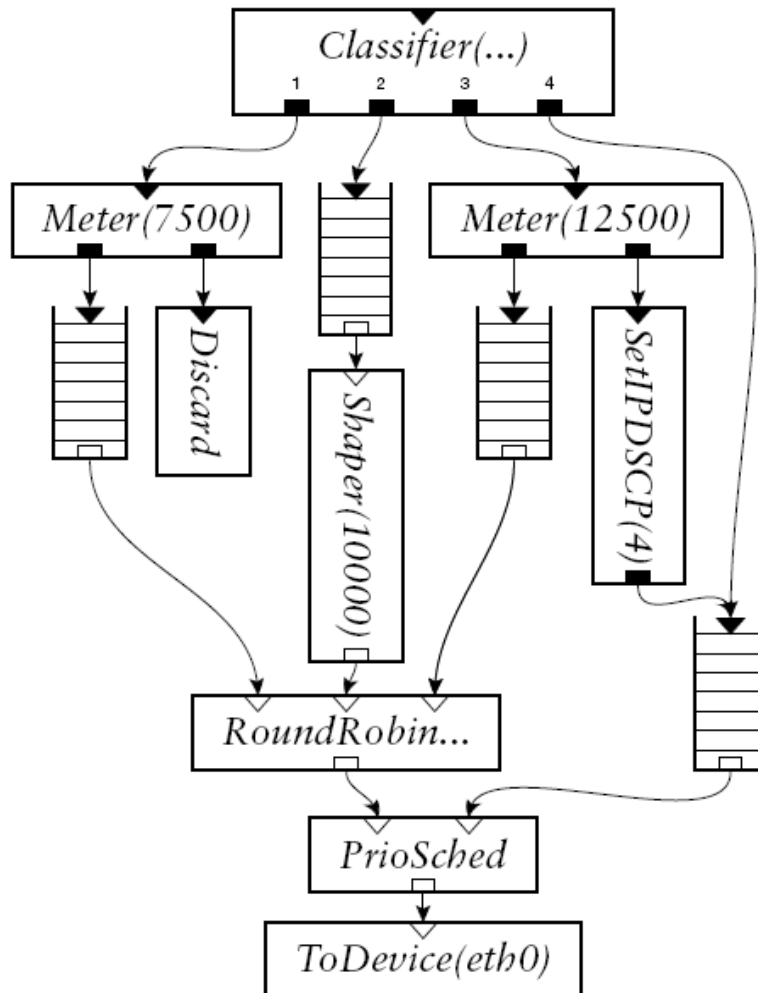 Classifier(...)
1 2 3 4
Meter(7500)
Meter(12500)
Discard
Shaper(10000)
SetIPDSCP(4)
RoundRobin...
PrioSched
ToDevice(eth0)